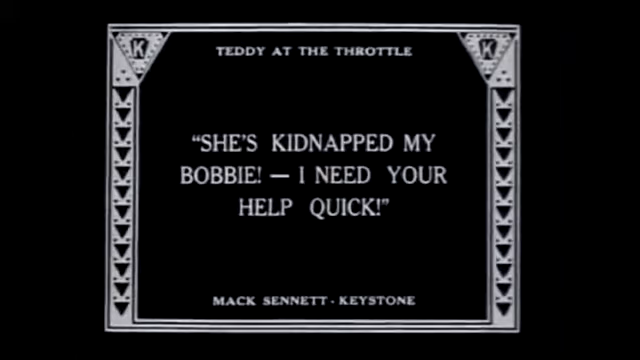 K K
TEDDY AT THE THROTTLE
"SHE'S KIDNAPPED MY
BOBBIE! — I NEED YOUR
HELP QUICK!"
MACK SENNETT · KEYSTONE